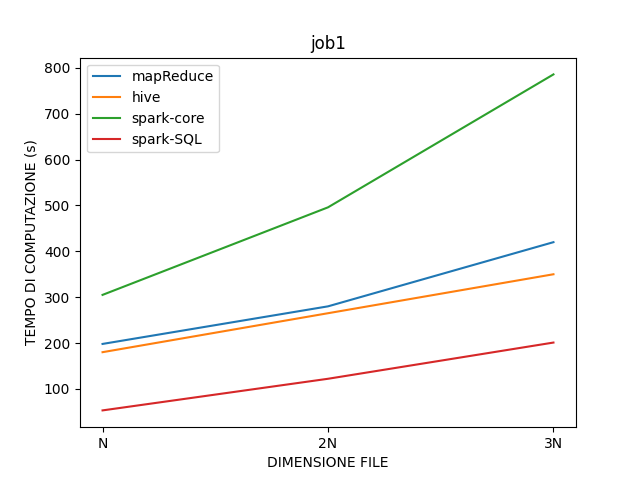 job1
mapReduce
hive
spark-core
spark-SQL
TEMPO DI COMPUTAZIONE (s)
800
700
600
500
400
300
200
100
N
2N
3N
DIMENSIONE FILE